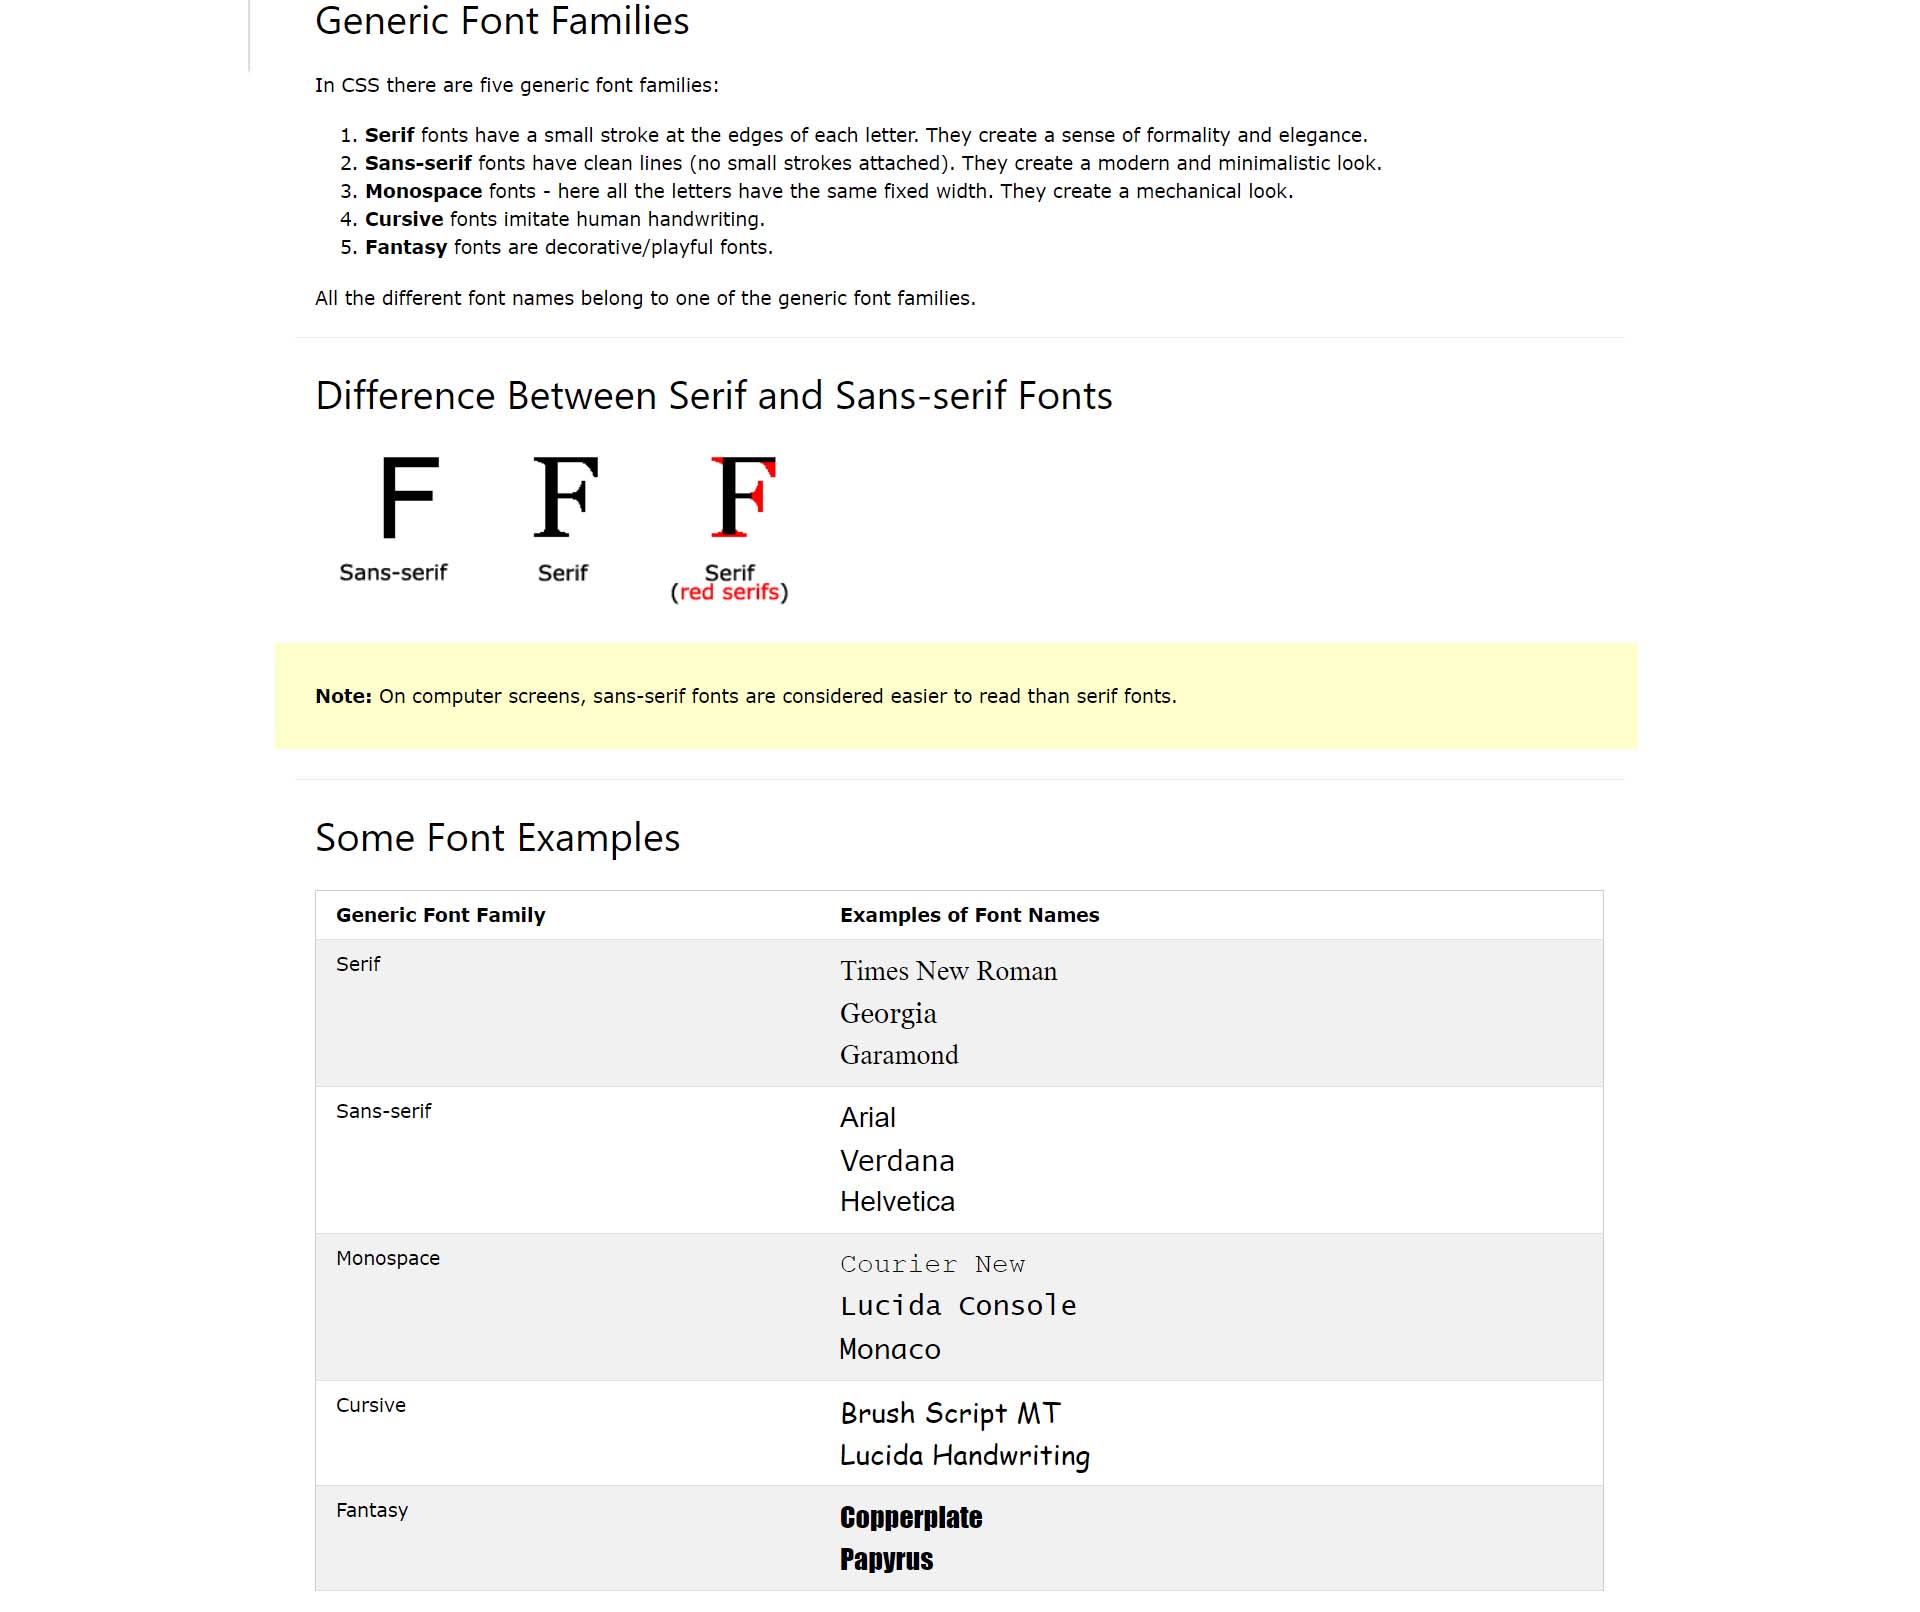 Generic Font Families
In CSS there are five generic font families:
1. Serif fonts have a small stroke at the edges of each letter. They create a sense of formality and elegance.
2. Sans-serif fonts have clean lines (no small strokes attached). They create a modern and minimalistic look.
3. Monospace fonts - here all the letters have the same fixed width. They create a mechanical look.
4. Cursive fonts imitate human handwriting.
5. Fantasy fonts are decorative/playful fonts.
All the different font names belong to one of the generic font families.
Difference Between Serif and Sans-serif Fonts
F F F
Sans-serif Serif Serif
(red serifs)
Note: On computer screens, sans-serif fonts are considered easier to read than serif fonts.
Some Font Examples
Generic Font Family Examples of Font Names
Serif Times New Roman
Georgia
Garamond
Sans-serif Arial
Verdana
Helvetica
Monospace Courier New
Lucida Console
Monaco
Cursive Brush Script MT
Lucida Handwriting
Fantasy Copperplate
Papyrus